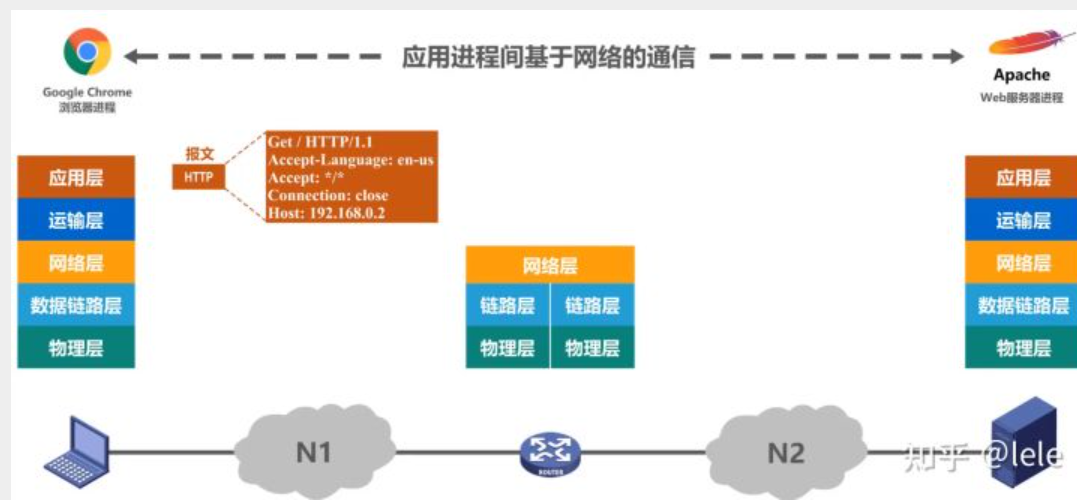 应用进程间基于网络的通信
Google Chrome
浏览器进程
Apache
Web服务器进程
报文
HTTP
Get / HTTP/1.1
Accept-Language: en-us
Accept: */*
Connection: close
Host: 192.168.0.2
应用层
运输层
网络层
数据链路层
物理层
网络层
链路层 链路层
物理层 物理层
应用层
运输层
网络层
数据链路层
物理层
N1
ROUTER
N2
知乎 @lele